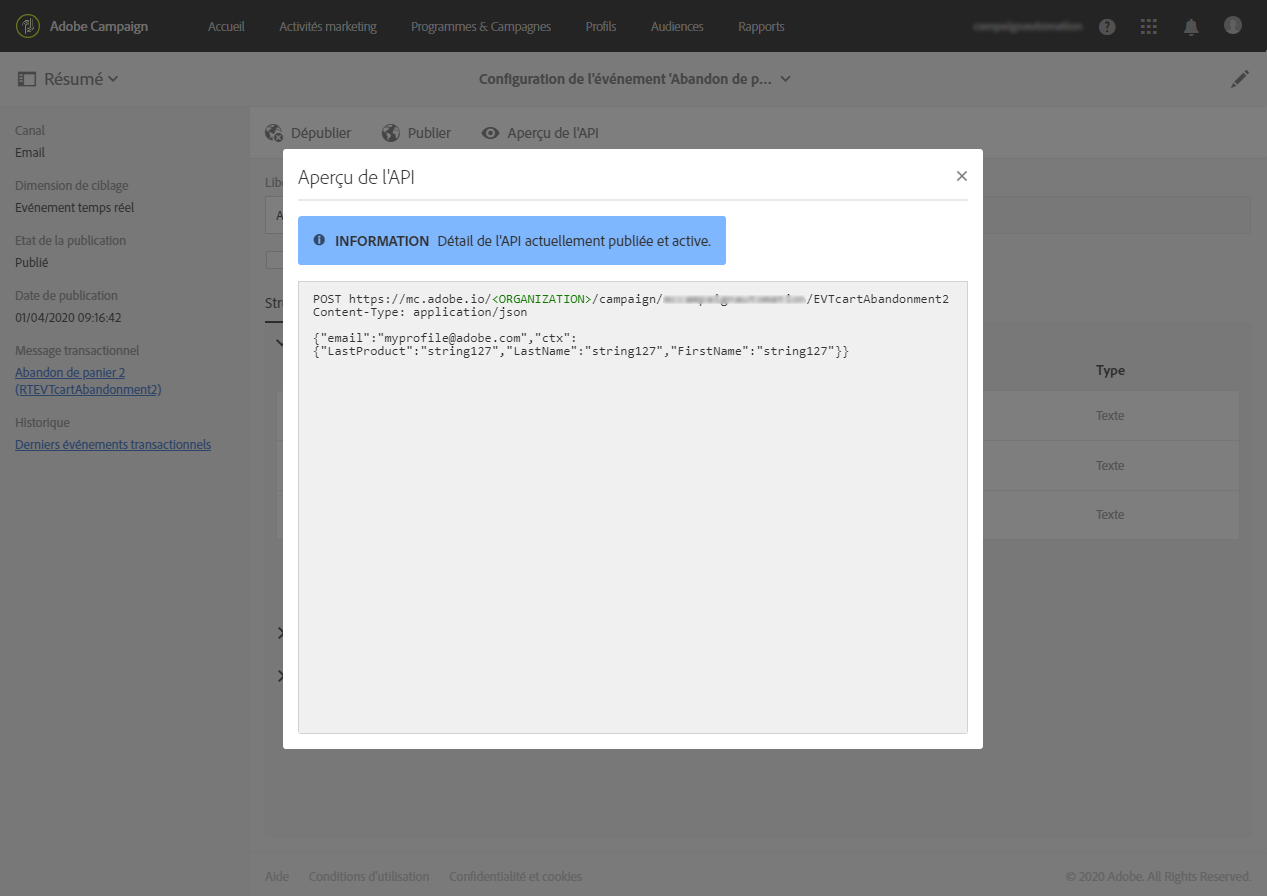 Adobe Campaign
Accueil
Activités marketing
Programmes & Campagnes
Profils
Audiences
Rapports
Résumé
Configuration de l'événement 'Abandon de p...
Canal
Email
Dimension de ciblage
Evénement temps réel
Etat de la publication
Publié
Date de publication
01/04/2020 09:16:42
Message transactionnel
Abandon de panier 2
(RTEVTcartAbandonment2)
Historique
Derniers événements transactionnels
Dépublier
Publier
Aperçu de l'API
Aperçu de l'API
INFORMATION Détail de l'API actuellement publiée et active.
POST https://mc.adobe.io/<ORGANIZATION>/campaign/ /EVTcartAbandonment2
Content-Type: application/json
{"email":"myprofile@adobe.com","ctx":
{"LastProduct":"string127","LastName":"string127","FirstName":"string127"}}
Type
Texte
Texte
Texte
Aide
Conditions d'utilisation
Confidentialité et cookies
© 2020 Adobe. All Rights Reserved.